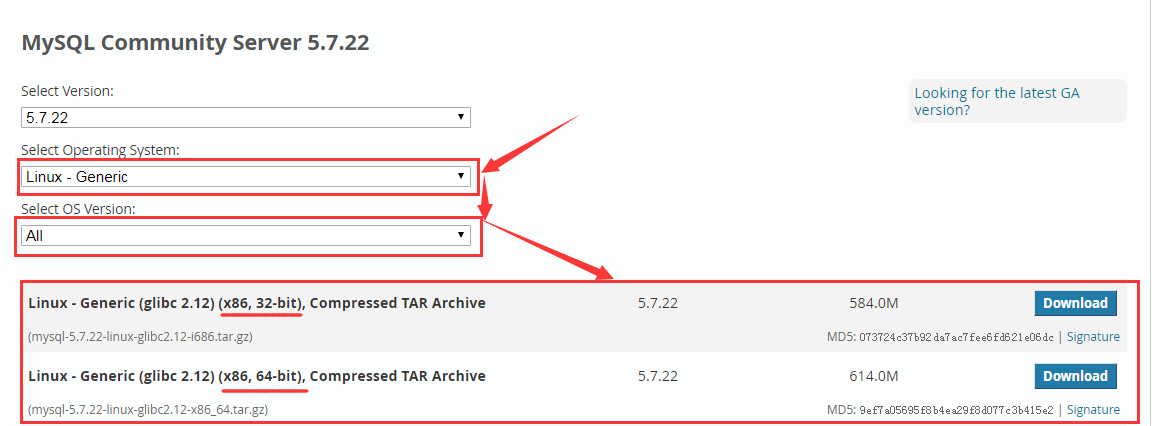 MySQL Community Server 5.7.22
Select Version:
5.7.22
Looking for the latest GA
version?
Select Operating System:
Linux - Generic
Select OS Version:
All
Linux - Generic (glibc 2.12) (x86, 32-bit), Compressed TAR Archive 5.7.22 584.0M Download
(mysql-5.7.22-linux-glibc2.12-i686.tar.gz) MD5: 073724c37b92da7ac7fee6fd621e06dc | Signature
Linux - Generic (glibc 2.12) (x86, 64-bit), Compressed TAR Archive 5.7.22 614.0M Download
(mysql-5.7.22-linux-glibc2.12-x86_64.tar.gz) MD5: 9ef7a05695f8b4ea29f8d077c3b415e2 | Signature